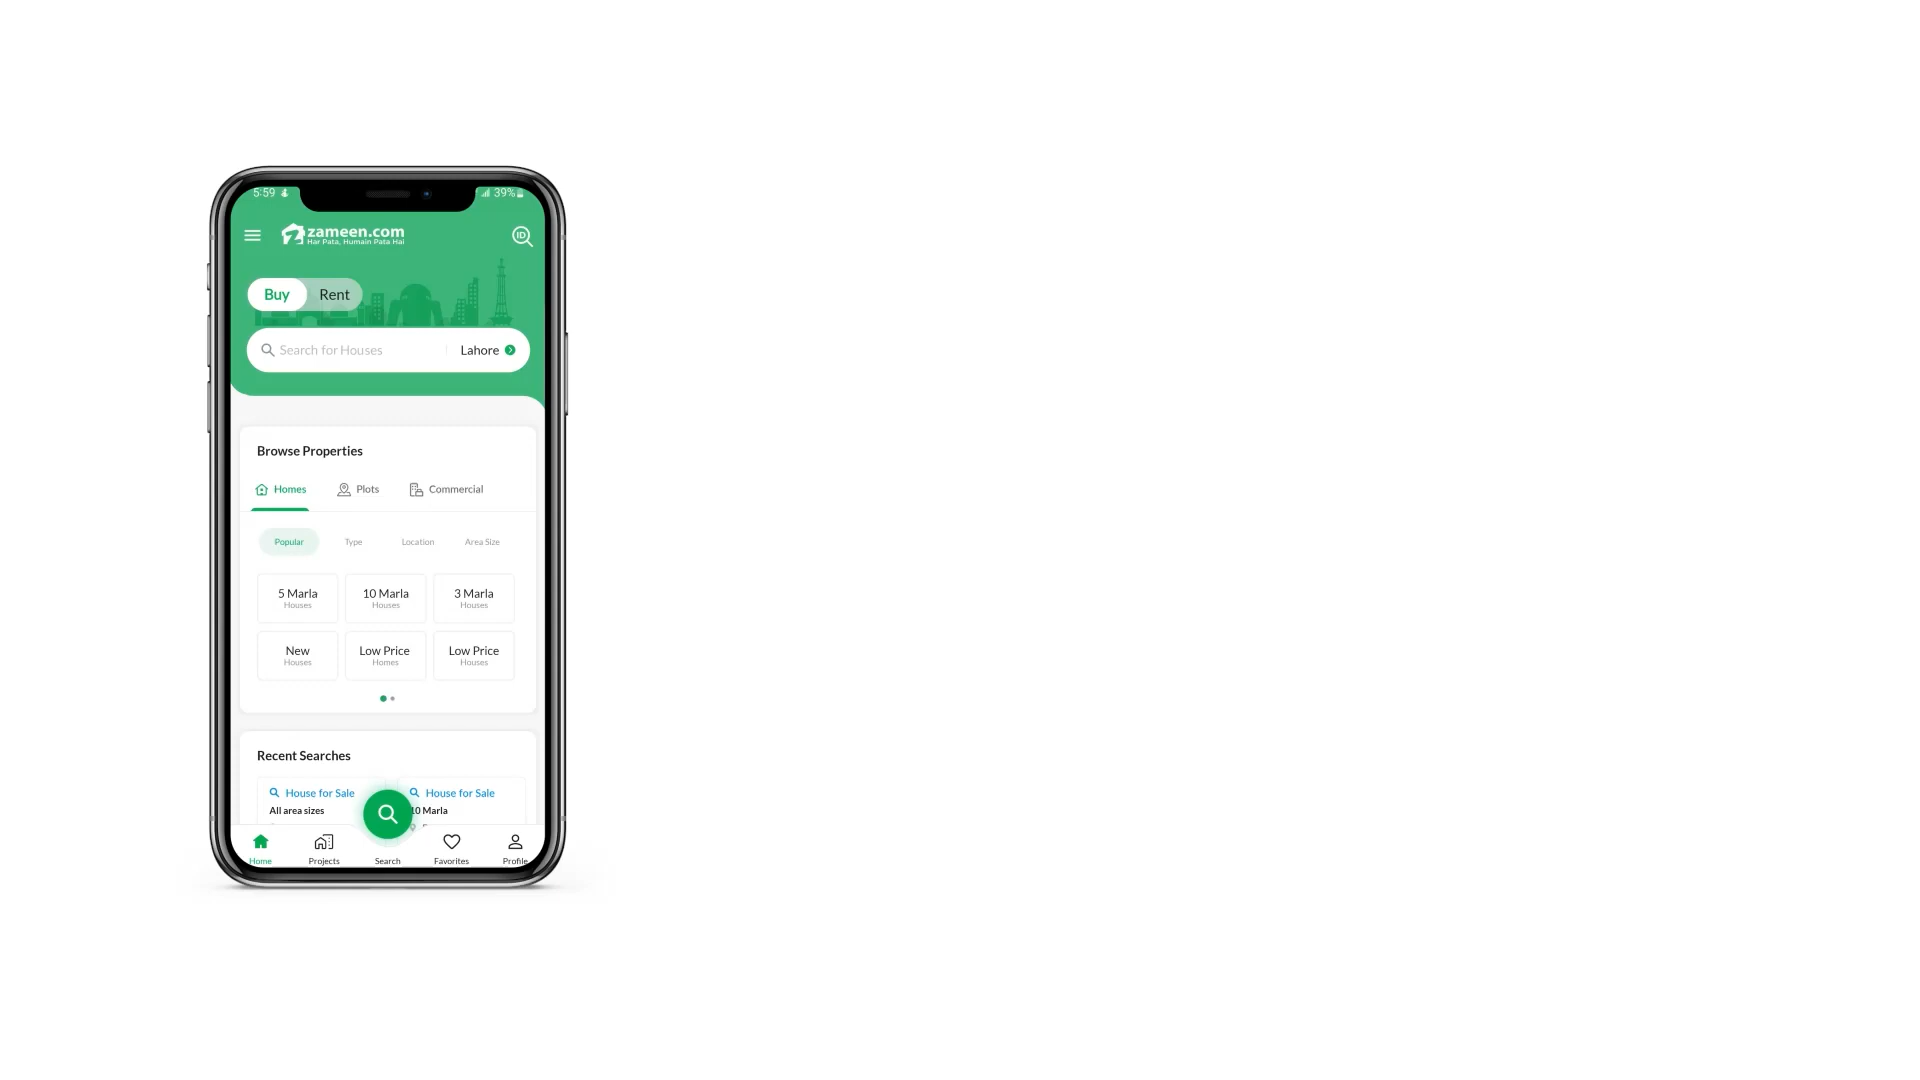 5:59
39%
zameen.com
Har Pata, Humain Pata Hai
ID
Buy Rent
Search for Houses Lahore
Browse Properties
Homes Plots Commercial
Popular Type Location Area Size
5 Marla 10 Marla 3 Marla
Houses Houses Houses
New Low Price Low Price
Houses Homes Houses
Recent Searches
House for Sale House for Sale
All area sizes 10 Marla
Home Projects Search Favorites Profile